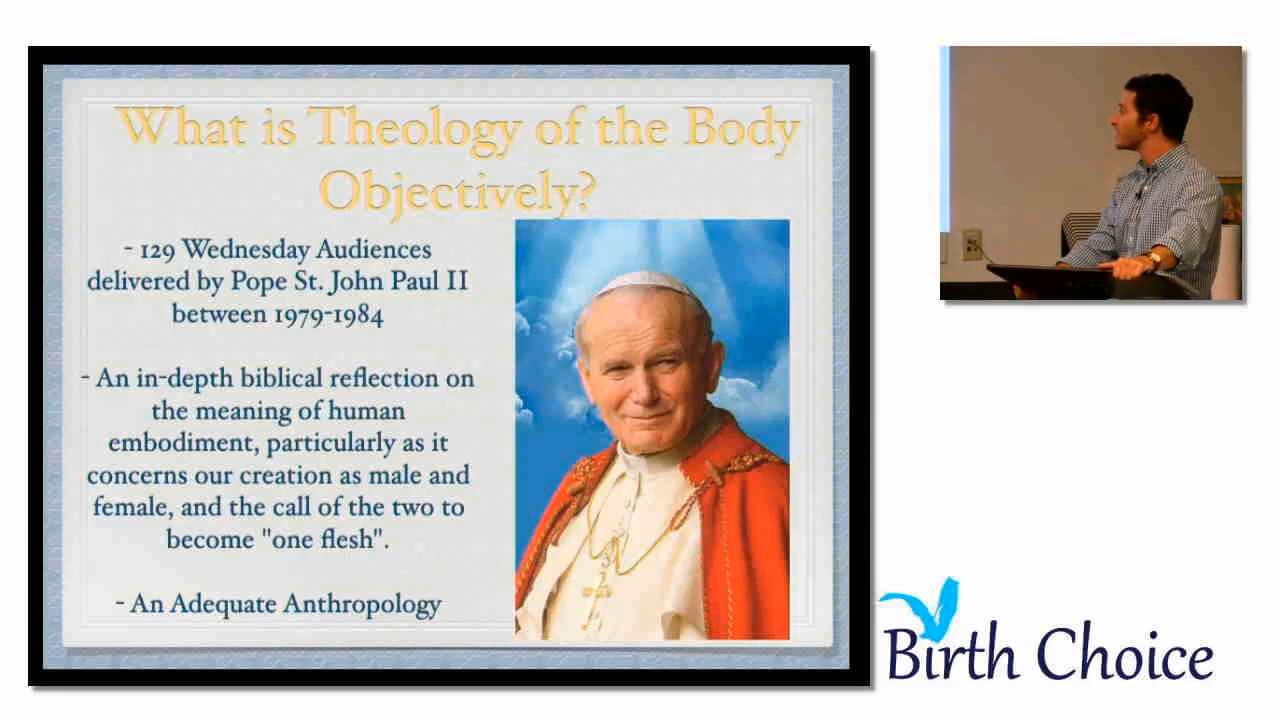 What is Theology of the Body
Objectively?
- 129 Wednesday Audiences
delivered by Pope St. John Paul II
between 1979-1984
- An in-depth biblical reflection on
the meaning of human
embodiment, particularly as it
concerns our creation as male and
female, and the call of the two to
become "one flesh".
- An Adequate Anthropology
Birth Choice